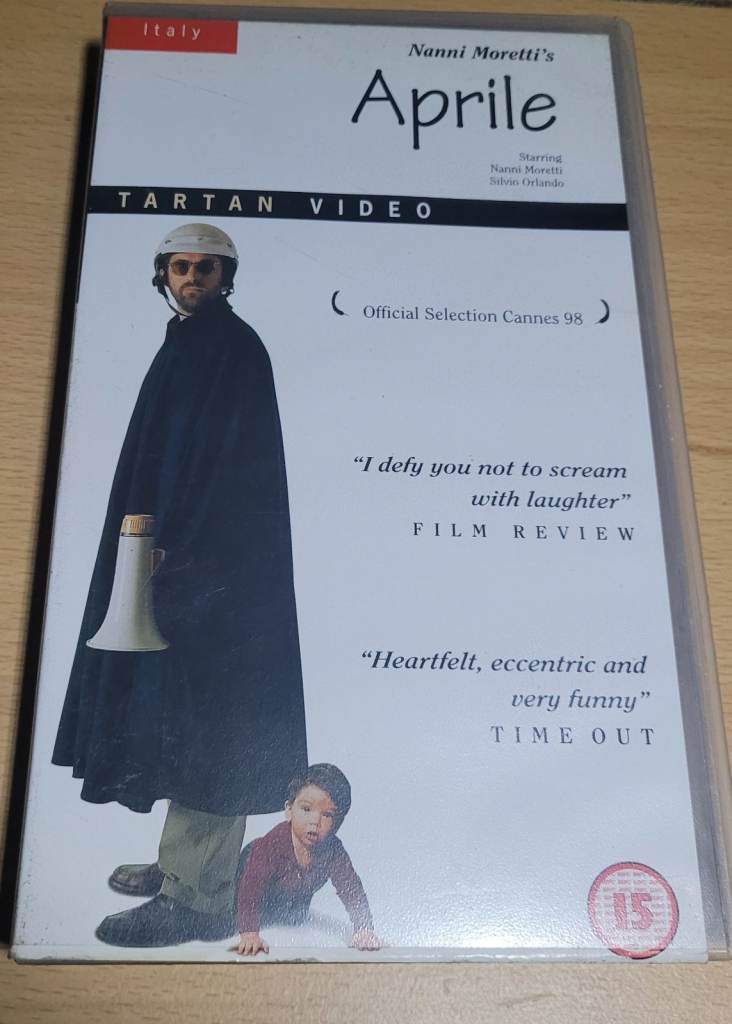 Italy
Nanni Moretti's
Aprile
Starring
Nanni Moretti
Silvio Orlando
TARTAN VIDEO
Official Selection Cannes 98
“I defy you not to scream
with laughter”
FILM REVIEW
“Heartfelt, eccentric and
very funny”
TIME OUT
15